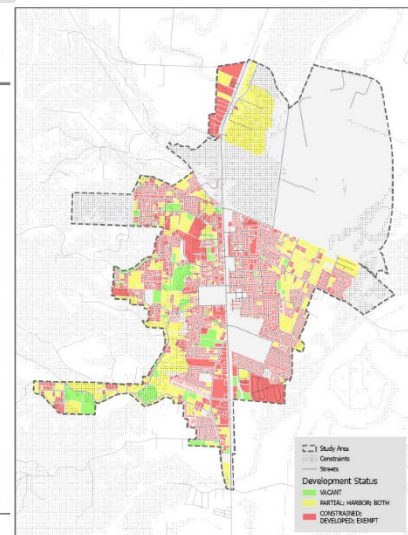 Study Area
Constraints
Streets
Development Status
VACANT
PARTIAL; HARBOR; BOTH
CONSTRAINED;
DEVELOPED; EXEMPT